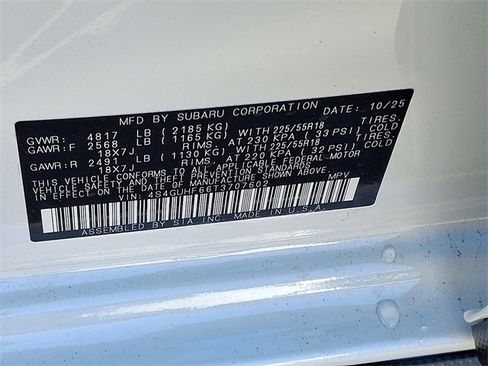 MFD BY SUBARU CORPORATION DATE: 10/25
GVWR: 4817 LB (2185 KG)
GAWR:F 2568 LB (1165 KG) WITH 225/55R18 TIRES.
18X7J RIMS. AT 230 KPA (33 PSI) COLD
GAWR:R 2491 LB (1130 KG) WITH 225/55R18 TIRES.
18X7J RIMS. AT 220 KPA (32 PSI) COLD
THIS VEHICLE CONFORMS TO ALL APPLICABLE FEDERAL MOTOR
VEHICLE SAFETY AND THEFT PREVENTION STANDARDS IN
EFFECT ON THE DATE OF MANUFACTURE SHOWN ABOVE.
VIN: 4S4GUHF66T3707602 MPV
ASSEMBLED BY SIA INC. MADE IN U.S.A.